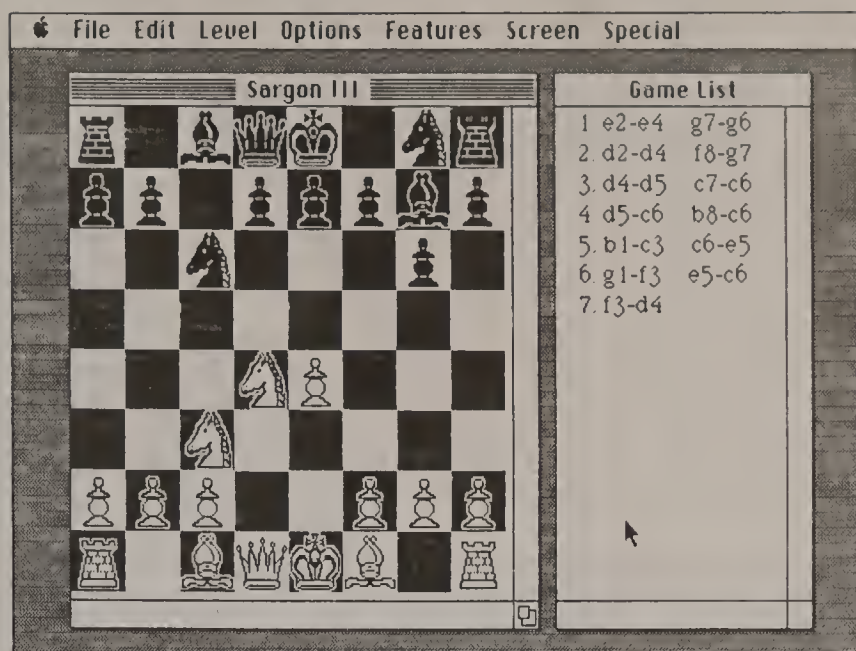 File Edit Level Options Features Screen Special
Sargon III
Game List
1 e2-e4 g7-g6
2. d2-d4 f8-g7
3. d4-d5 c7-c6
4 d5-c6 b8-c6
5. b1-c3 c6-e5
6. g1-f3 e5-c6
7. f3-d4